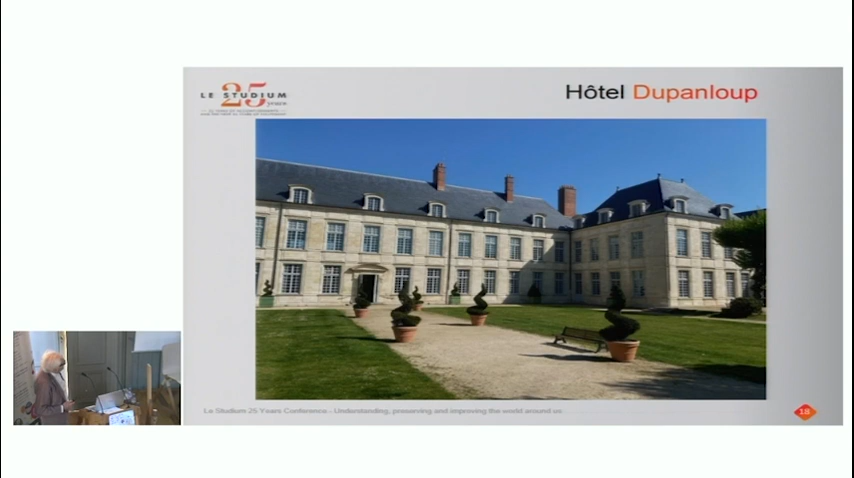 25
LE STUDIUM
years
Hôtel Dupanloup
Le Studium 25 Years Conference - Understanding, preserving and improving the world around us
18